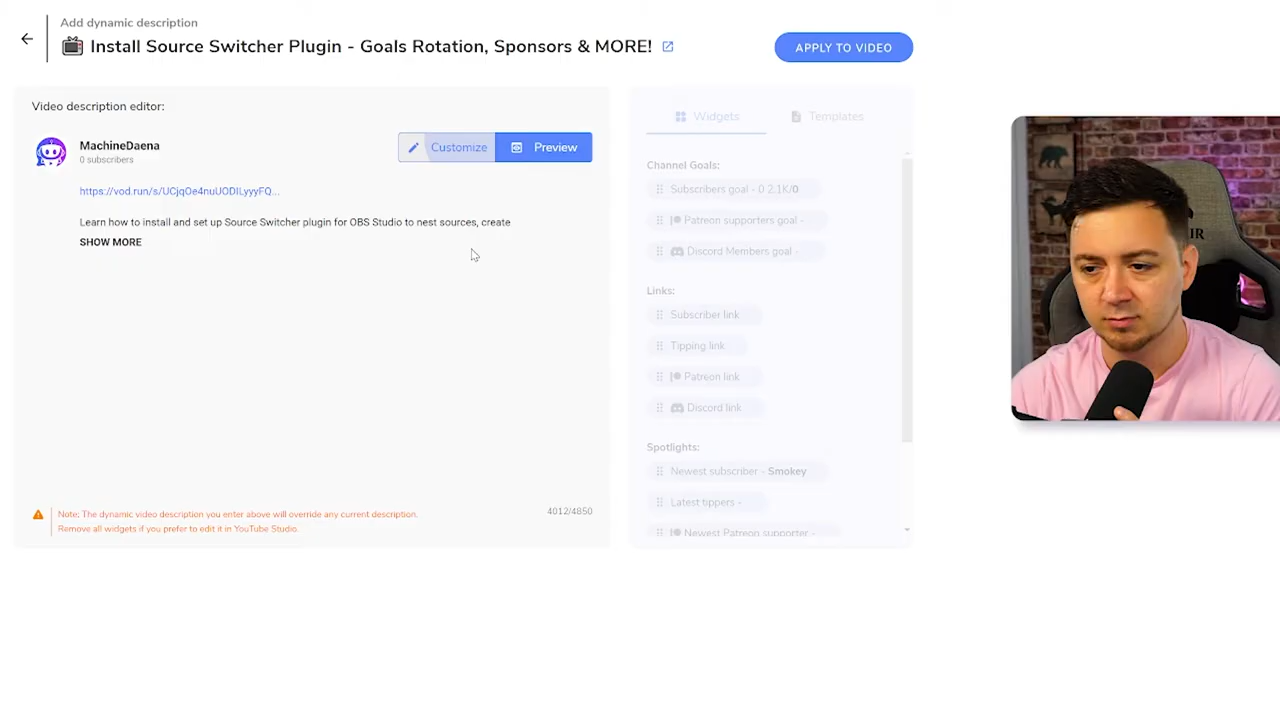 Add dynamic description
Install Source Switcher Plugin - Goals Rotation, Sponsors & MORE!
APPLY TO VIDEO
Video description editor:
MachineDaena
0 subscribers
Customize
Preview
https://vod.run/s/UCjqOe4nuUODILyyyFQ...
Learn how to install and set up Source Switcher plugin for OBS Studio to nest sources, create
SHOW MORE
Note: The dynamic video description you enter above will override any current description.
Remove all widgets if you prefer to edit it in YouTube Studio.
4012/4850
Widgets
Templates
Channel Goals:
Subscribers goal - 0 2.1K/0
Patreon supporters goal -
Discord Members goal -
Links:
Subscriber link
Tipping link
Patreon link
Discord link
Spotlights:
Newest subscriber - Smokey
Latest tippers -
Newest Patreon supporter -
IR